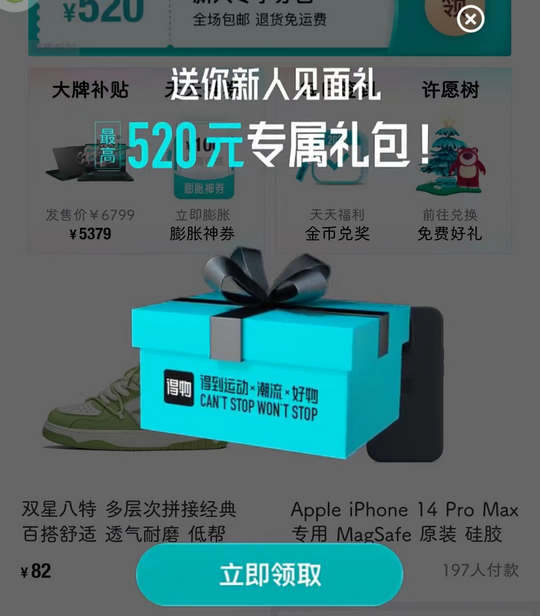 ¥520
全场包邮 退货免运费
领
送你新人见面礼
最高
520元专属礼包!
大牌补贴
许愿树
膨胀神券
发售价¥6799
¥5379
立即膨胀
膨胀神券
天天福利
金币兑奖
前往兑换
免费好礼
得物
得到运动×潮流×好物
CAN'T STOP WON'T STOP
双星八特 多层次拼接经典
百搭舒适 透气耐磨 低帮
¥82
Apple iPhone 14 Pro Max
专用 MagSafe 原装 硅胶
197人付款
立即领取